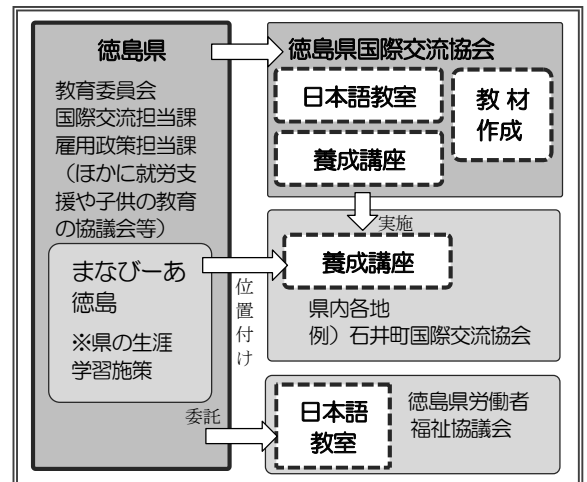 徳島県
教育委員会
国際交流担当課
雇用政策担当課
（ほかに就労支
援や子供の教育
の協議会等）
まなびーあ
徳島
※県の生涯
学習施策
徳島県国際交流協会
日本語教室
養成講座
教 材
作成
実施
位置付け
養成講座
県内各地
例）石井町国際交流協会
委託
日本語
教室
徳島県労働者
福祉協議会